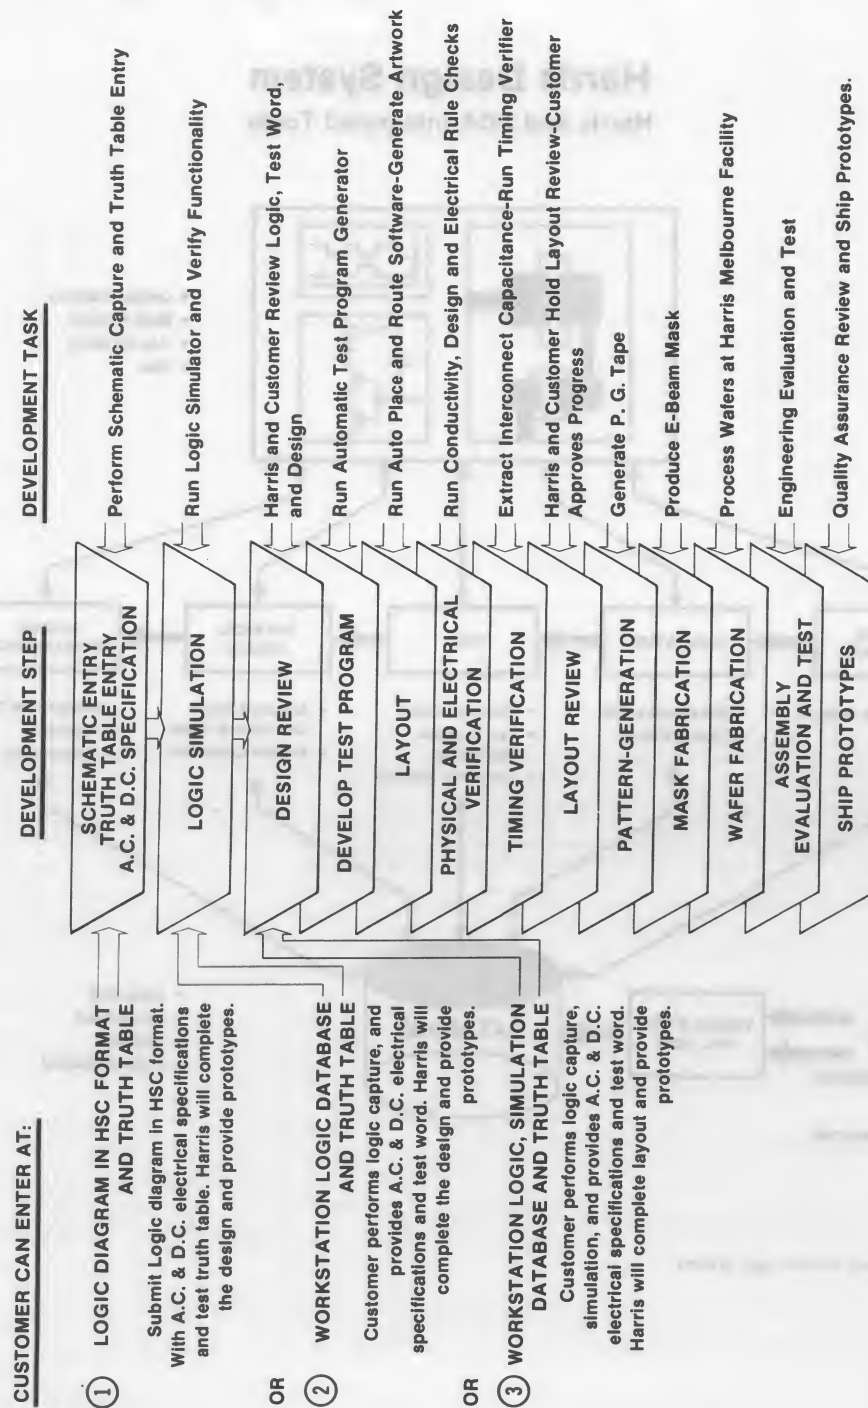 CUSTOMER CAN ENTER AT:
1 LOGIC DIAGRAM IN HSC FORMAT
AND TRUTH TABLE
Submit Logic diagram in HSC format.
With A.C. & D.C. electrical specifications
and test truth table. Harris will complete
the design and provide prototypes.
OR
2 WORKSTATION LOGIC DATABASE
AND TRUTH TABLE
Customer performs logic capture, and
provides A.C. & D.C. electrical
specifications and test word. Harris will
complete the design and provide
prototypes.
OR
3 WORKSTATION LOGIC, SIMULATION
DATABASE AND TRUTH TABLE
Customer performs logic capture,
simulation, and provides A.C. & D.C.
electrical specifications and test word.
Harris will complete layout and provide
prototypes.
DEVELOPMENT STEP
SCHEMATIC ENTRY
TRUTH TABLE ENTRY
A.C. & D.C. SPECIFICATION
LOGIC SIMULATION
DESIGN REVIEW
DEVELOP TEST PROGRAM
LAYOUT
PHYSICAL AND ELECTRICAL
VERIFICATION
TIMING VERIFICATION
LAYOUT REVIEW
PATTERN-GENERATION
MASK FABRICATION
WAFER FABRICATION
ASSEMBLY
EVALUATION AND TEST
SHIP PROTOTYPES
DEVELOPMENT TASK
Perform Schematic Capture and Truth Table Entry
Run Logic Simulator and Verify Functionality
Harris and Customer Review Logic, Test Word,
and Design
Run Automatic Test Program Generator
Run Auto Place and Route Software-Generate Artwork
Run Conductivity, Design and Electrical Rule Checks
Extract Interconnect Capacitance-Run Timing Verifier
Harris and Customer Hold Layout Review-Customer
Approves Progress
Generate P. G. Tape
Produce E-Beam Mask
Process Wafers at Harris Melbourne Facility
Engineering Evaluation and Test
Quality Assurance Review and Ship Prototypes.
Harris Design System